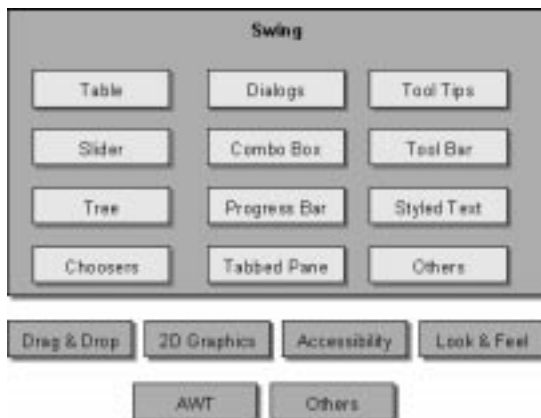 Swing
Table Dialogs Tool Tips
Slider Combo Box Tool Bar
Tree Progress Bar Styled Text
Choosers Tabbed Pane Others
Drag & Drop 2D Graphics Accessibility Look & Feel
AWT Others